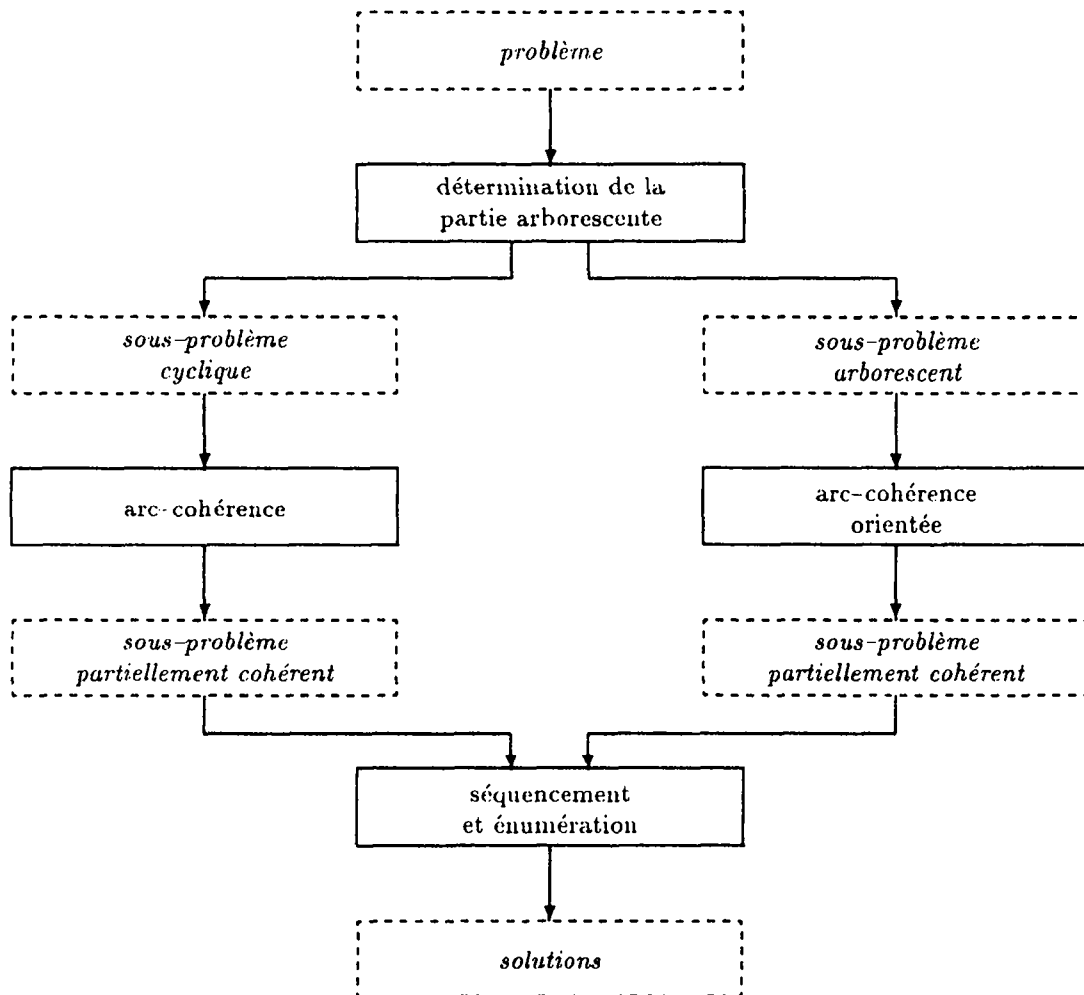 problème
détermination de la
partie arborescente
sous-problème
cyclique
sous-problème
arborescent
arc-cohérence
arc-cohérence
orientée
sous-problème
partiellement cohérent
sous-problème
partiellement cohérent
séquencement
et énumération
solutions